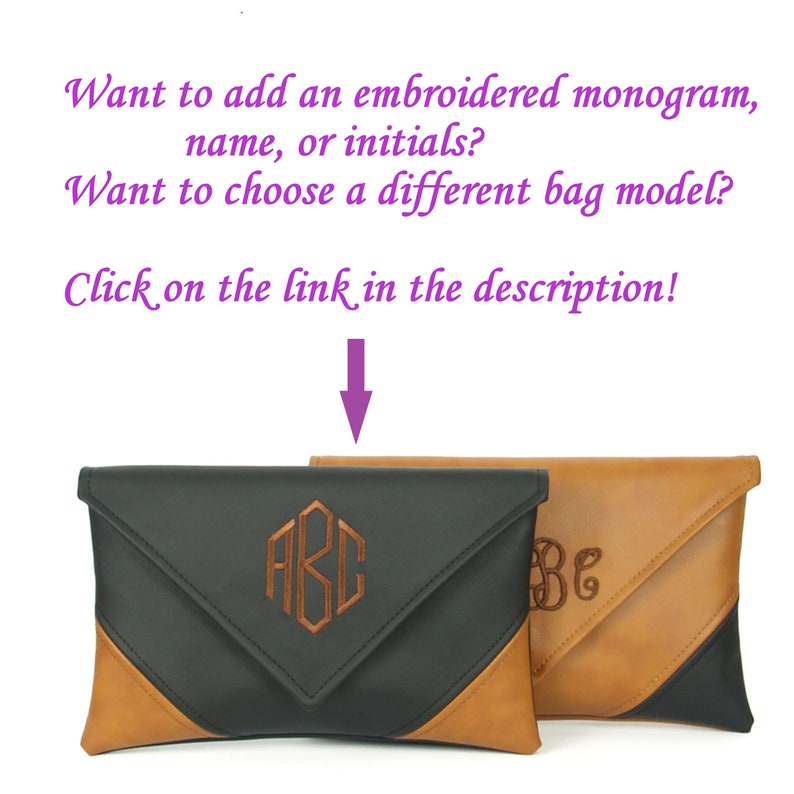 Want to add an embroidered monogram,
name, or initials?
Want to choose a different bag model?
Click on the link in the description!
ABC
BC